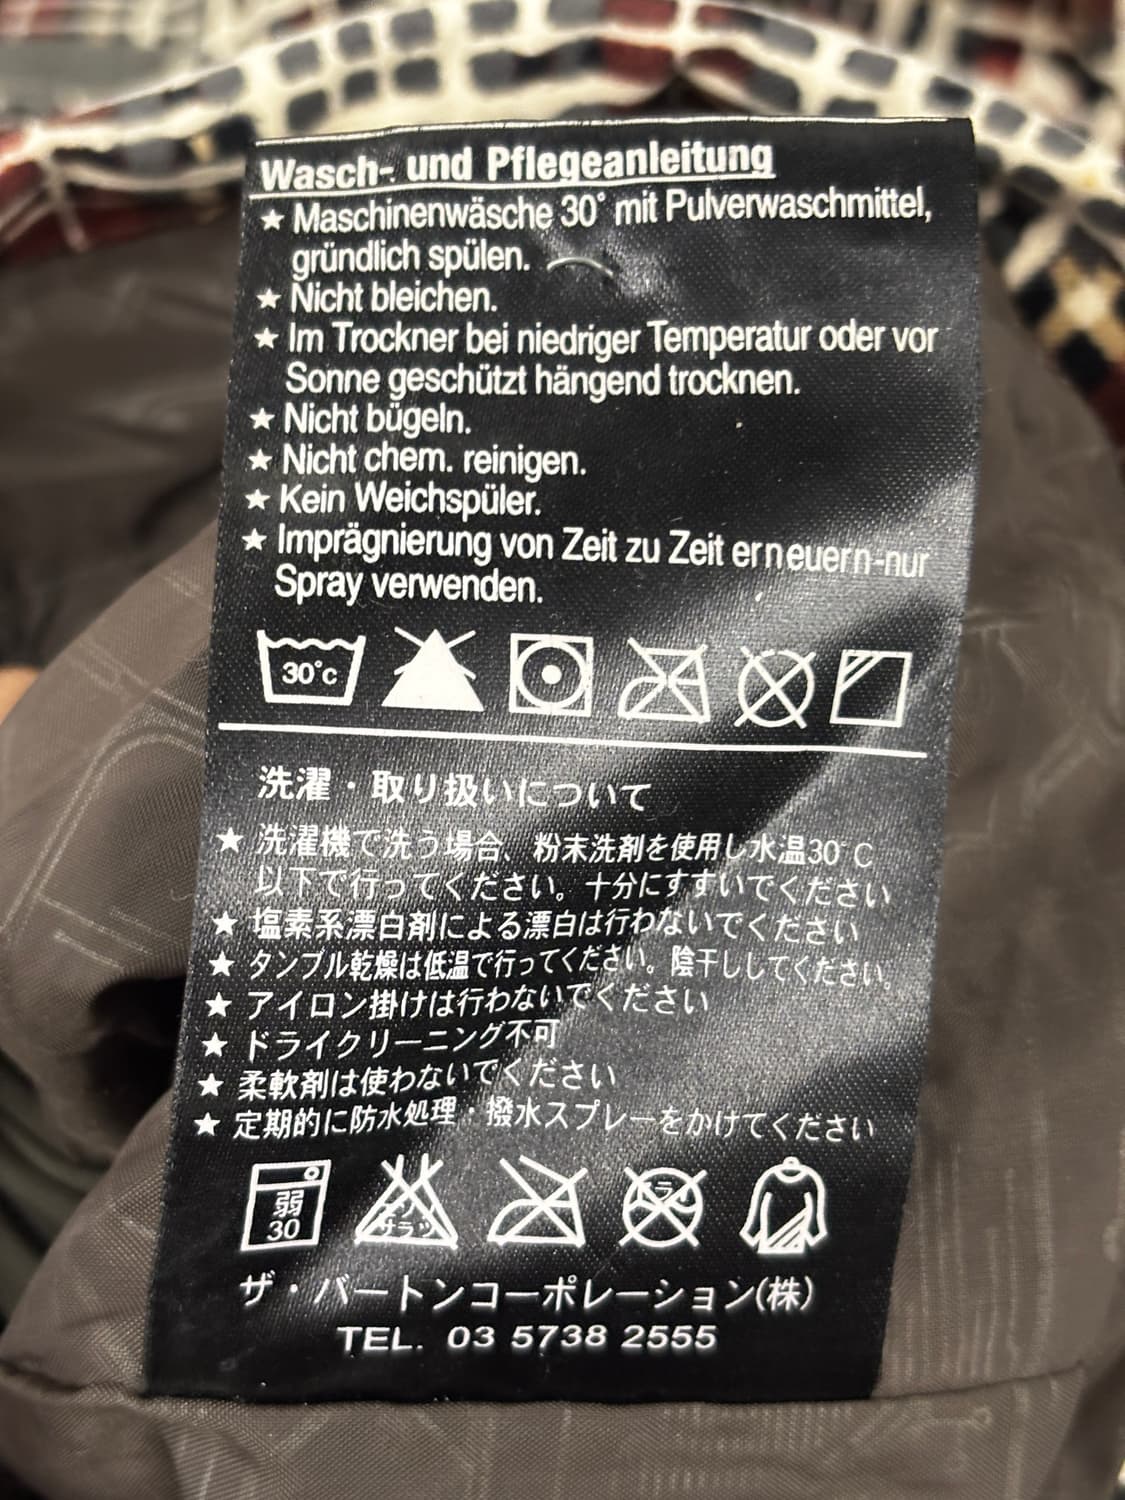 Wasch- und Pflegeanleitung
★ Maschinenwäsche 30° mit Pulverwaschmittel,
gründlich spülen.
★ Nicht bleichen.
★ Im Trockner bei niedriger Temperatur oder vor
Sonne geschützt hängend trocknen.
★ Nicht bügeln.
★ Nicht chem. reinigen.
★ Kein Weichspüler.
★ Imprägnierung von Zeit zu Zeit erneuern-nur
Spray verwenden.
30°c
洗濯・取り扱いについて
★ 洗濯機で洗う場合、粉末洗剤を使用し水温30°C
以下で行ってください。十分にすすいでください
★ 塩素系漂白剤による漂白は行わないでください
★ タンブル乾燥は低温で行ってください。陰干ししてください。
★ アイロン掛けは行わないでください
★ ドライクリーニング不可
★ 柔軟剤は使わないでください
★ 定期的に防水処理・撥水スプレーをかけてください
弱
30
サラシ
ドライ
ザ・バートンコーポレーション(株)
TEL. 03 5738 2555